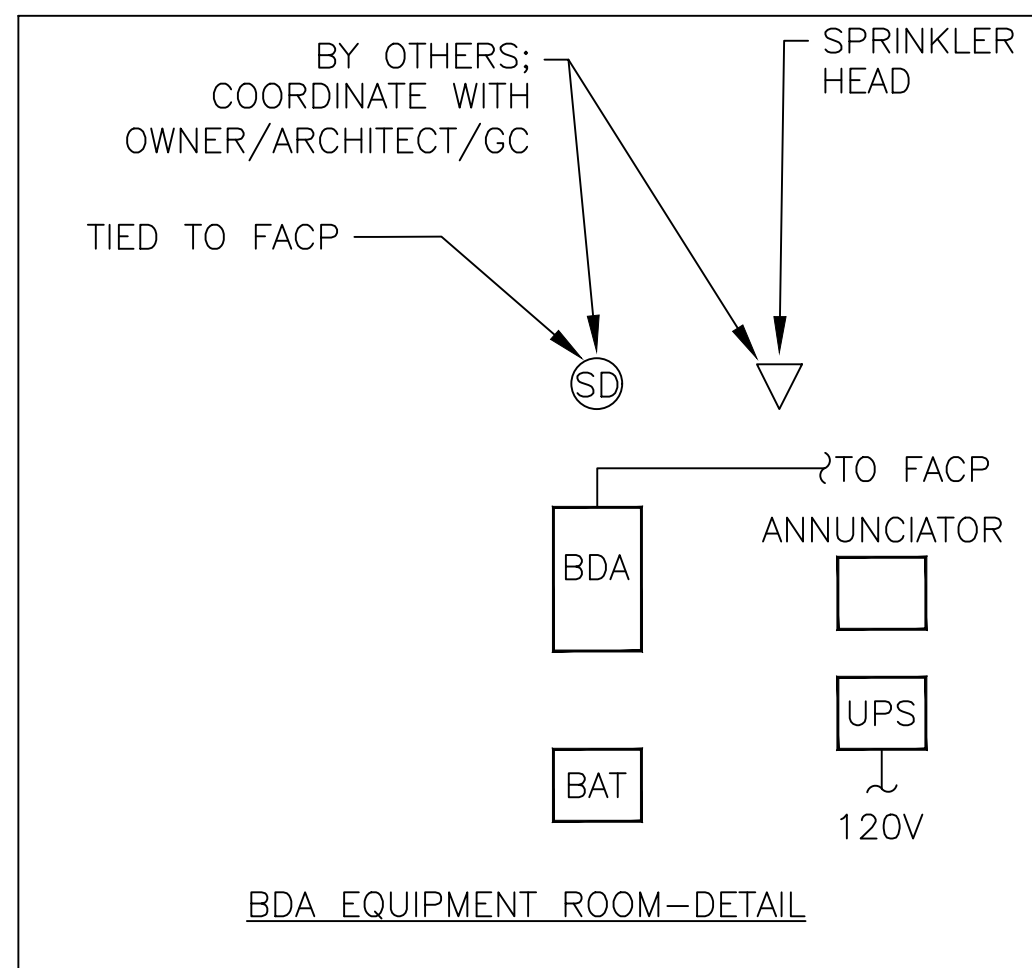 BY OTHERS;
COORDINATE WITH
OWNER/ARCHITECT/GC
SPRINKLER
HEAD
TIED TO FACP
SD
TO FACP
BDA
ANNUNCIATOR
UPS
BAT
120V
BDA EQUIPMENT ROOM-DETAIL